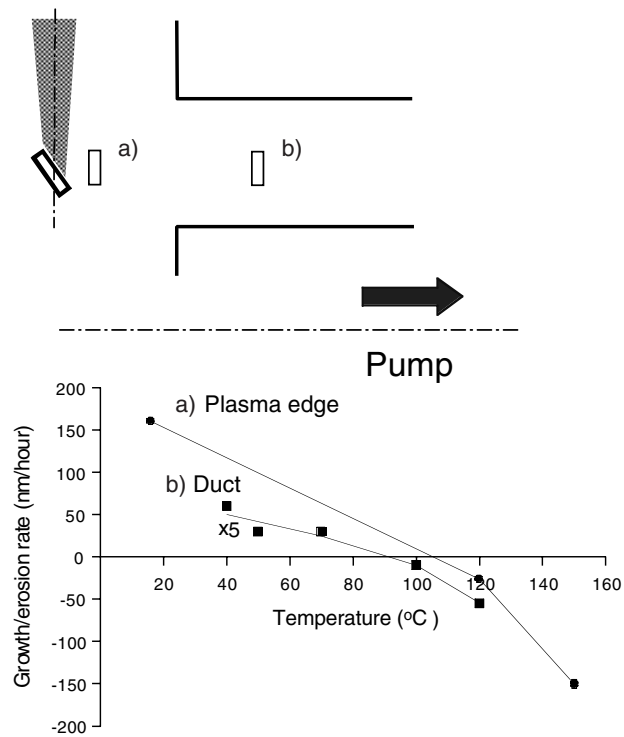 a)
b)
Pump
a) Plasma edge
b) Duct
x5
Growth/erosion rate (nm/hour)
Temperature (°C )
200
150
100
50
0
-50
-100
-150
-200
20 40 60 80 100 120 140 160